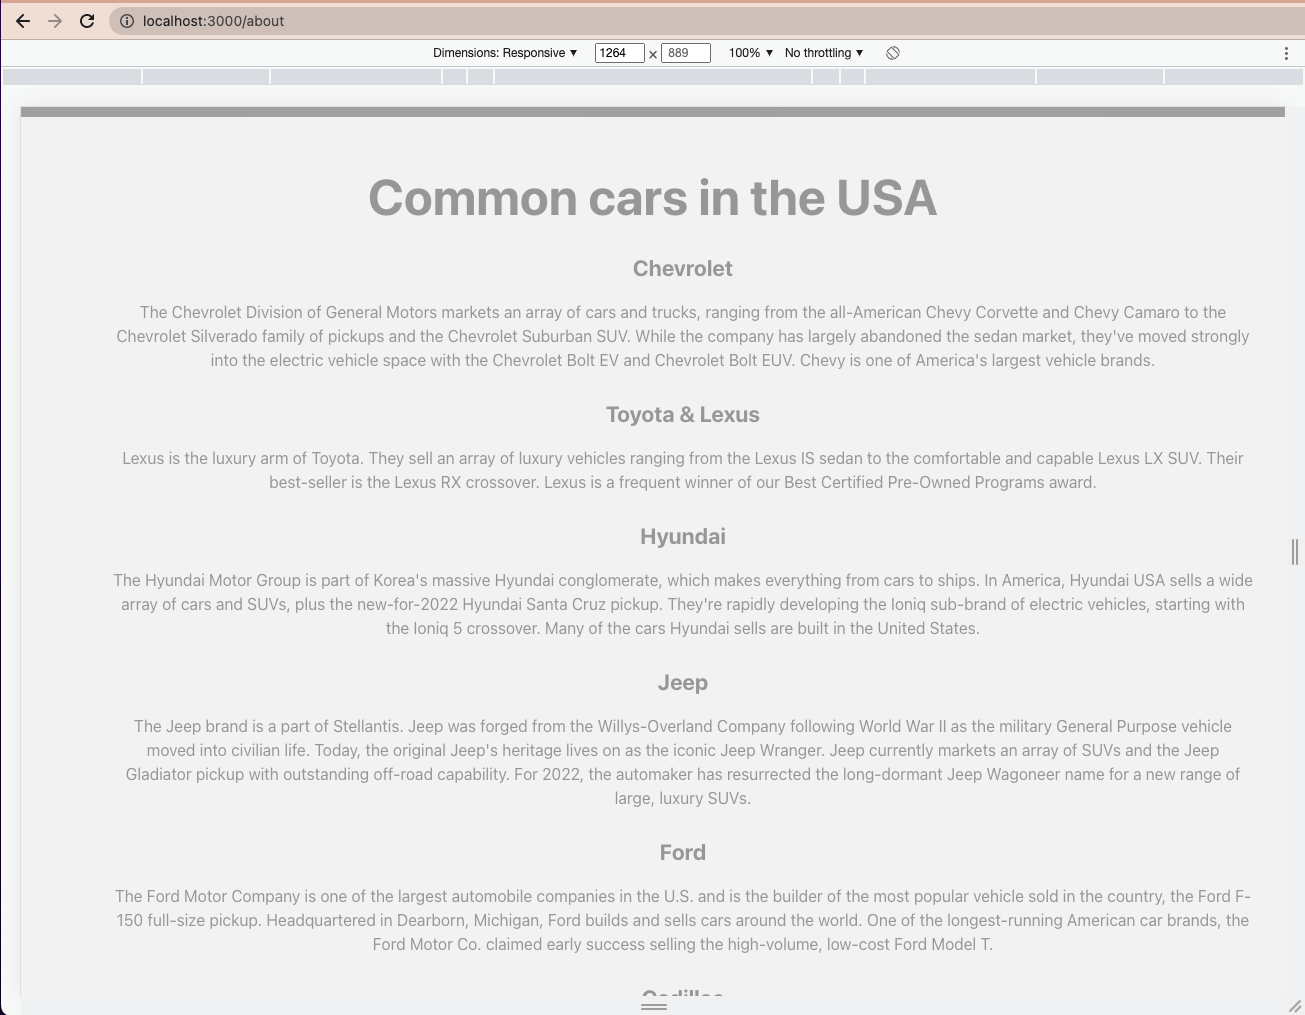 localhost:3000/about
Dimensions: Responsive ▼ 1264 × 889 100% ▼ No throttling ▼
Common cars in the USA
Chevrolet
The Chevrolet Division of General Motors markets an array of cars and trucks, ranging from the all-American Chevy Corvette and Chevy Camaro to the
Chevrolet Silverado family of pickups and the Chevrolet Suburban SUV. While the company has largely abandoned the sedan market, they've moved strongly
into the electric vehicle space with the Chevrolet Bolt EV and Chevrolet Bolt EUV. Chevy is one of America's largest vehicle brands.
Toyota & Lexus
Lexus is the luxury arm of Toyota. They sell an array of luxury vehicles ranging from the Lexus IS sedan to the comfortable and capable Lexus LX SUV. Their
best-seller is the Lexus RX crossover. Lexus is a frequent winner of our Best Certified Pre-Owned Programs award.
Hyundai
The Hyundai Motor Group is part of Korea's massive Hyundai conglomerate, which makes everything from cars to ships. In America, Hyundai USA sells a wide
array of cars and SUVs, plus the new-for-2022 Hyundai Santa Cruz pickup. They're rapidly developing the Ioniq sub-brand of electric vehicles, starting with
the Ioniq 5 crossover. Many of the cars Hyundai sells are built in the United States.
Jeep
The Jeep brand is a part of Stellantis. Jeep was forged from the Willys-Overland Company following World War II as the military General Purpose vehicle
moved into civilian life. Today, the original Jeep's heritage lives on as the iconic Jeep Wranger. Jeep currently markets an array of SUVs and the Jeep
Gladiator pickup with outstanding off-road capability. For 2022, the automaker has resurrected the long-dormant Jeep Wagoneer name for a new range of
large, luxury SUVs.
Ford
The Ford Motor Company is one of the largest automobile companies in the U.S. and is the builder of the most popular vehicle sold in the country, the Ford F-
150 full-size pickup. Headquartered in Dearborn, Michigan, Ford builds and sells cars around the world. One of the longest-running American car brands, the
Ford Motor Co. claimed early success selling the high-volume, low-cost Ford Model T.
Cadillac